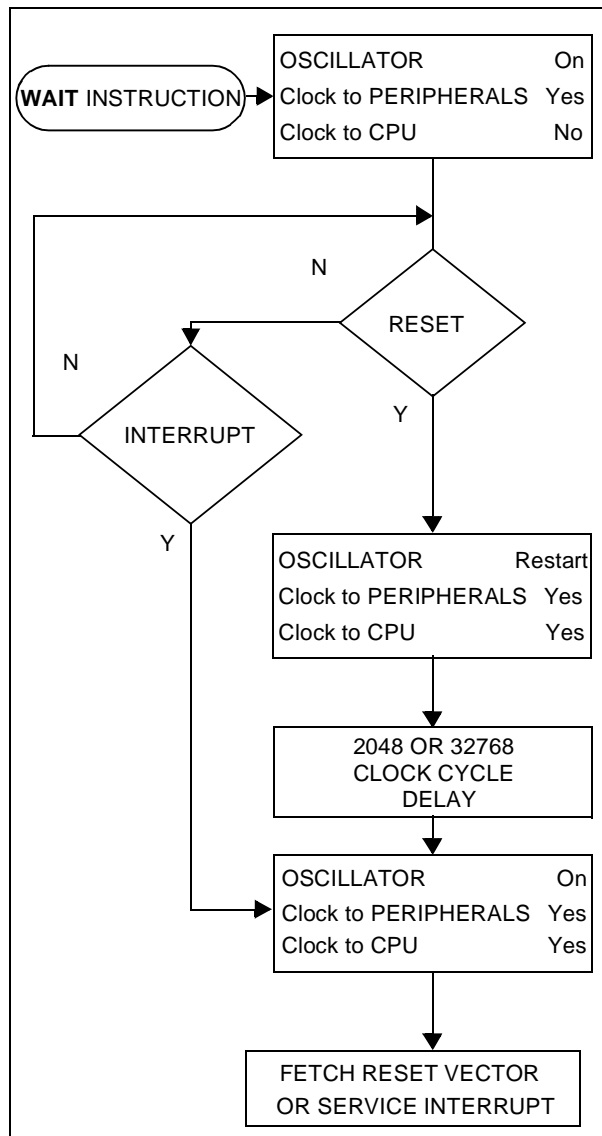 WAIT INSTRUCTION
OSCILLATOR On
Clock to PERIPHERALS Yes
Clock to CPU No
N
RESET
N
INTERRUPT
Y
Y
OSCILLATOR Restart
Clock to PERIPHERALS Yes
Clock to CPU Yes
2048 OR 32768
CLOCK CYCLE
DELAY
OSCILLATOR On
Clock to PERIPHERALS Yes
Clock to CPU Yes
FETCH RESET VECTOR
OR SERVICE INTERRUPT